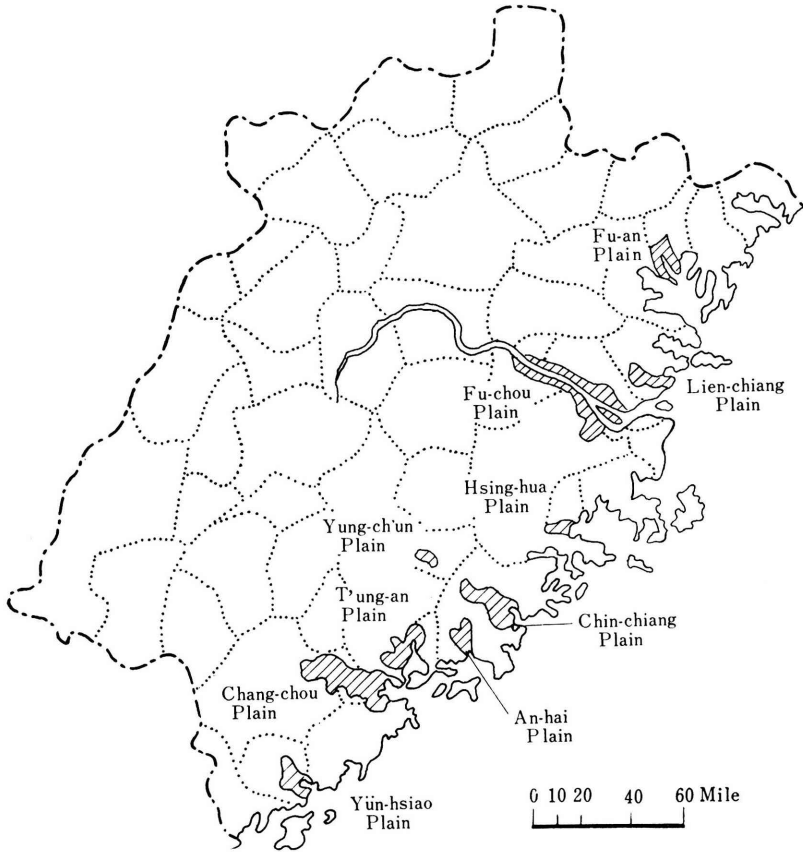 Fu-an
Plain
Fu-chou
Plain
Lien-chiang
Plain
Hsing-hua
Plain
Yung-ch'un
Plain
T'ung-an
Plain
Chin-chiang
Plain
Chang-chou
Plain
An-hai
Plain
Yün-hsiao
Plain
0 10 20 40 60 Mile